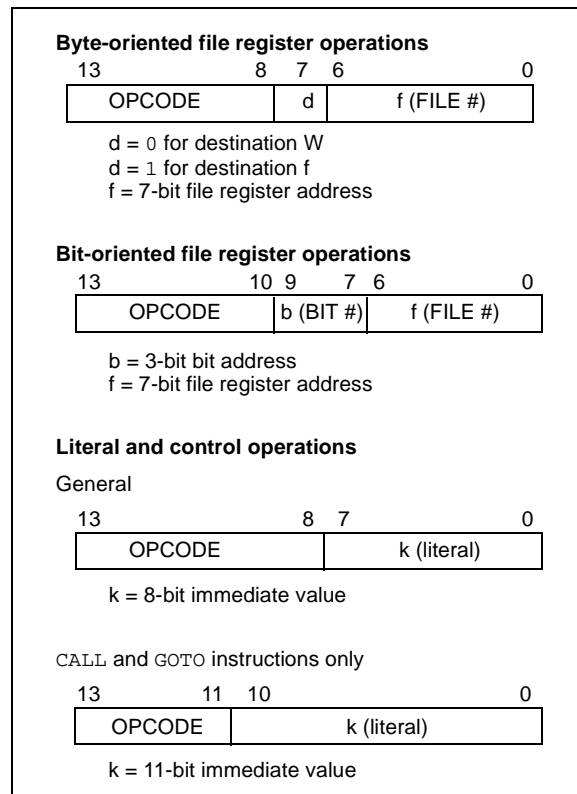 Byte-oriented file register operations
13 8 7 6 0
OPCODE d f (FILE #)
d = 0 for destination W
d = 1 for destination f
f = 7-bit file register address
Bit-oriented file register operations
13 10 9 7 6 0
OPCODE b (BIT #) f (FILE #)
b = 3-bit bit address
f = 7-bit file register address
Literal and control operations
General
13 8 7 0
OPCODE k (literal)
k = 8-bit immediate value
CALL and GOTO instructions only
13 11 10 0
OPCODE k (literal)
k = 11-bit immediate value